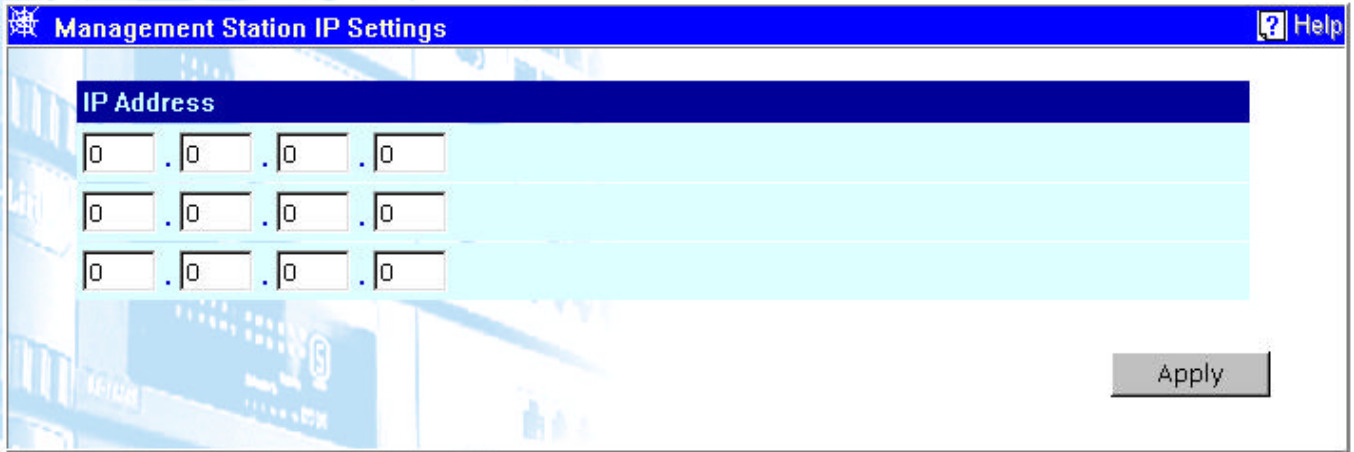 Management Station IP Settings ? Help
IP Address
0 . 0 . 0 . 0
0 . 0 . 0 . 0
0 . 0 . 0 . 0
Apply